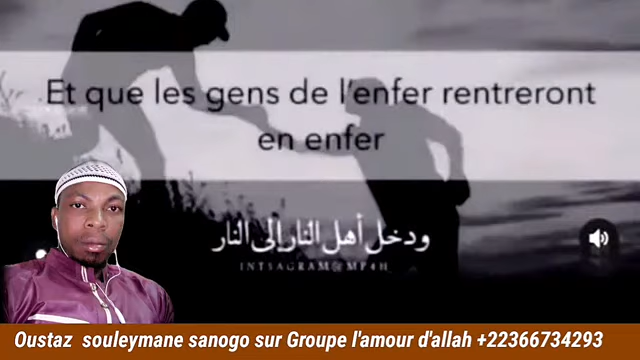 Et que les gens de l'enfer rentreront
en enfer
ودخل أهل النار إلى النار
INTSAGRAM@MP4H
Oustaz souleymane sanogo sur Groupe l'amour d'allah +22366734293